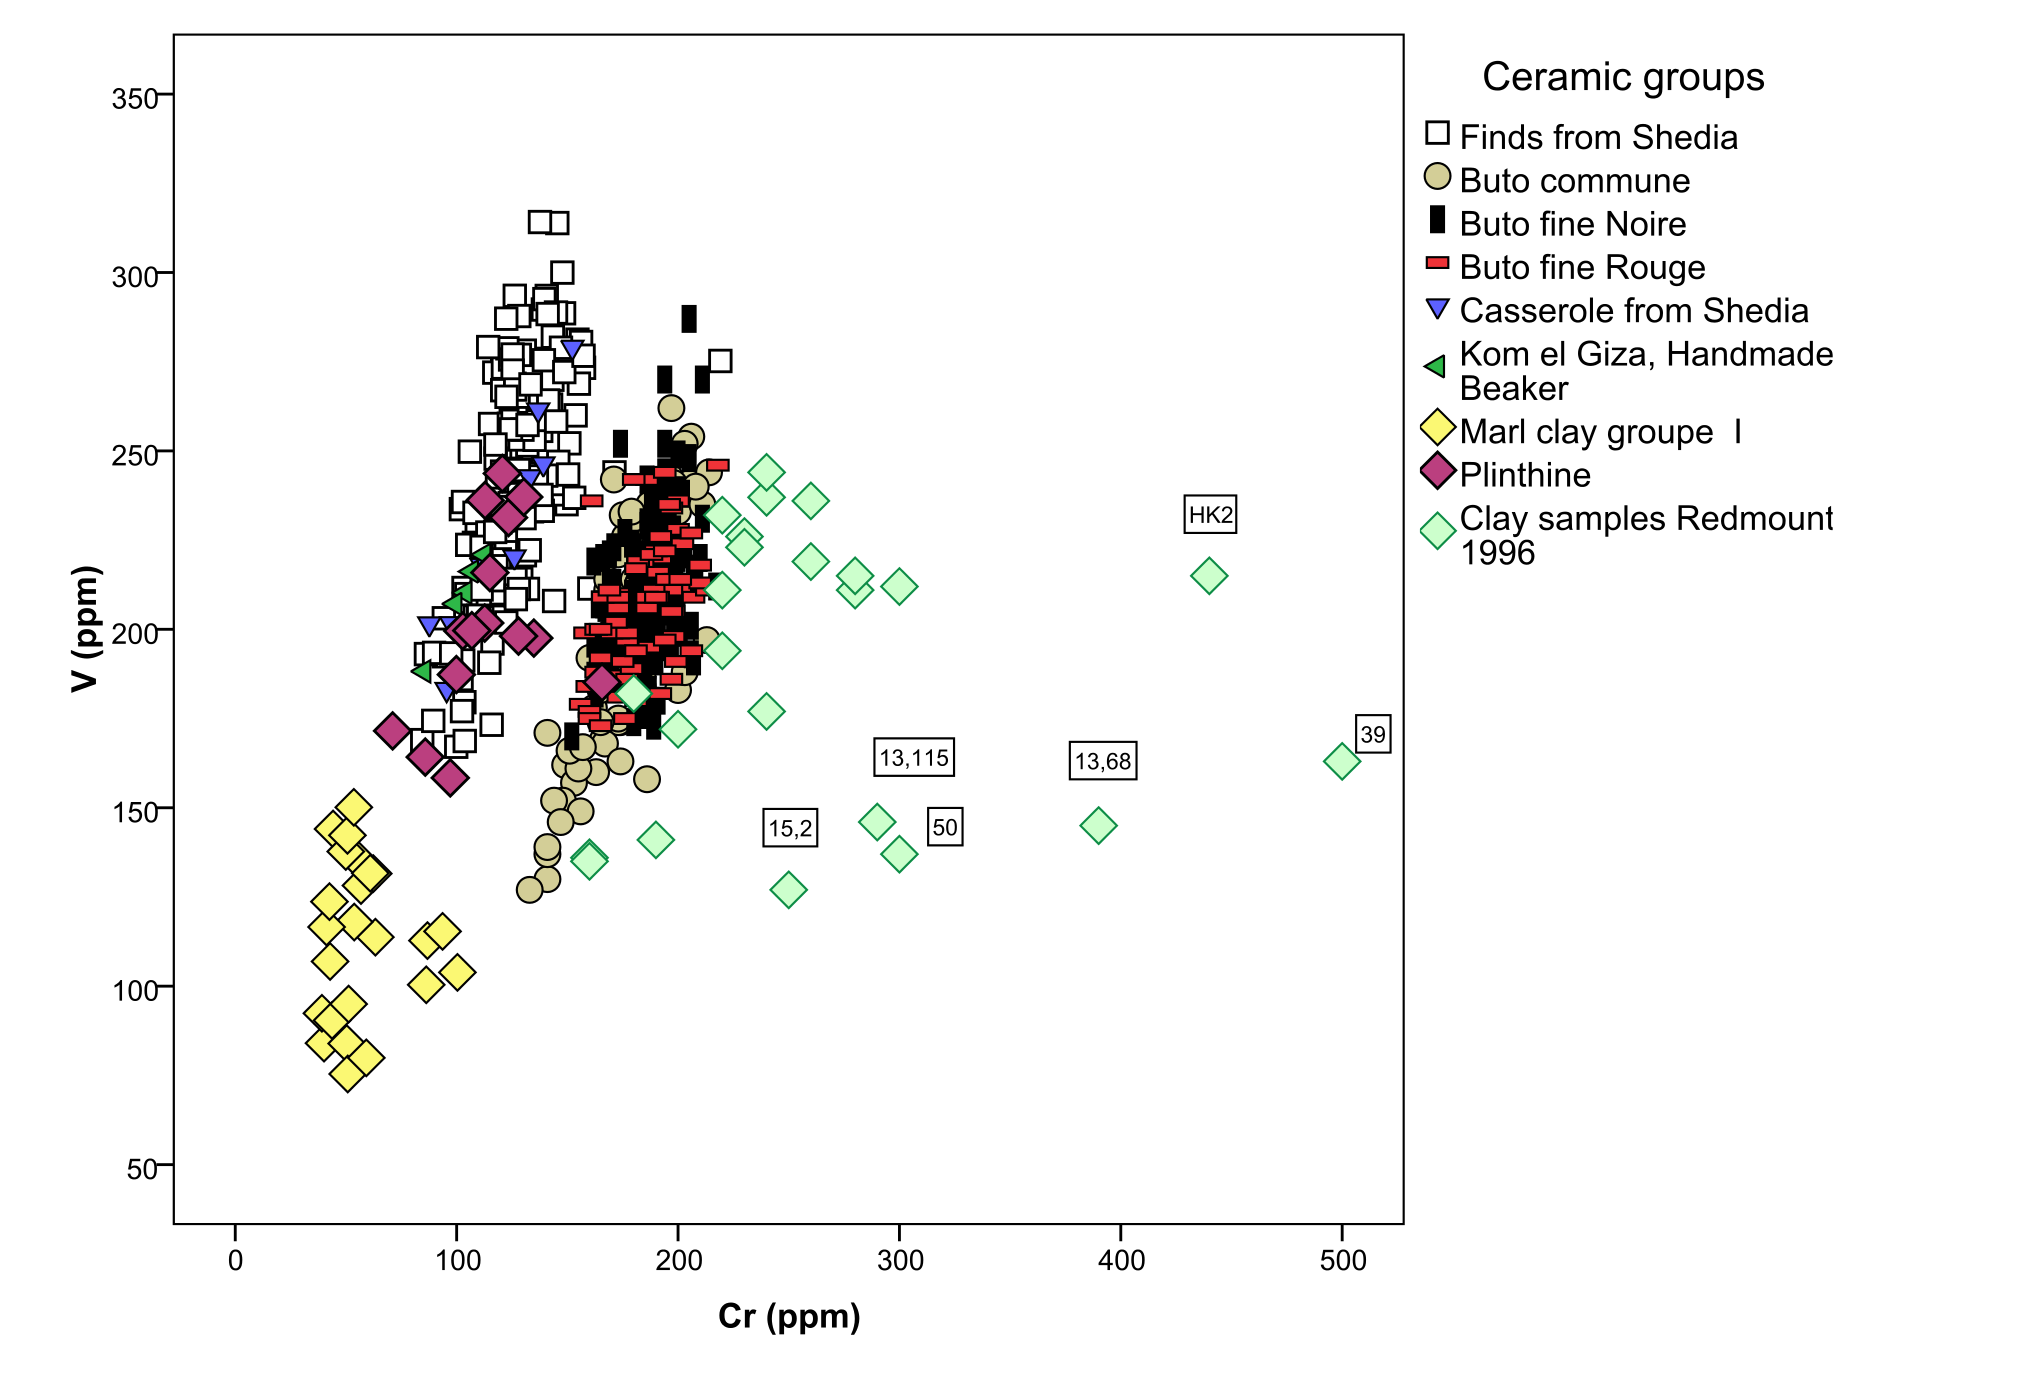 Ceramic groups
Finds from Shedia
Buto commune
Buto fine Noire
Buto fine Rouge
Casserole from Shedia
Kom el Giza, Handmade
Beaker
Marl clay groupe  I
Plinthine
Clay samples Redmount
1996
V (ppm)
350
300
250
200
150
100
50
HK2
39
13,115
13,68
15,2
50
0
100
200
300
400
500
Cr (ppm)